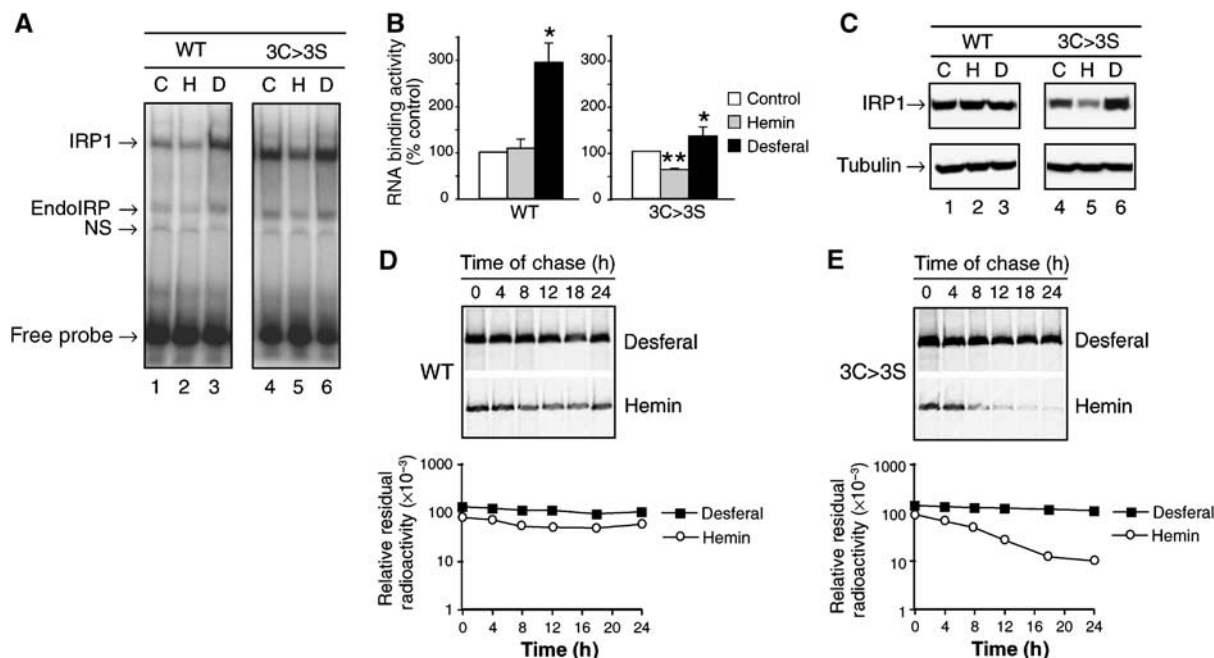 A
WT 3C>3S
C H D C H D
IRP1→
EndoIRP→
NS→
Free probe→
1 2 3 4 5 6
B
RNA binding activity
(% control)
300
200
100
0
WT
*
300
200
100
0
3C>3S
**
*
Control
Hemin
Desferal
C
WT 3C>3S
C H D C H D
IRP1→
Tubulin→
1 2 3 4 5 6
D
Time of chase (h)
0 4 8 12 18 24
WT
Desferal
Hemin
Relative residual
radioactivity (×10⁻³)
1000
100
10
1
0 4 8 12 16 20 24
Time (h)
Desferal
Hemin
E
Time of chase (h)
0 4 8 12 18 24
3C>3S
Desferal
Hemin
Relative residual
radioactivity (×10⁻³)
1000
100
10
1
0 4 8 12 16 20 24
Time (h)
Desferal
Hemin